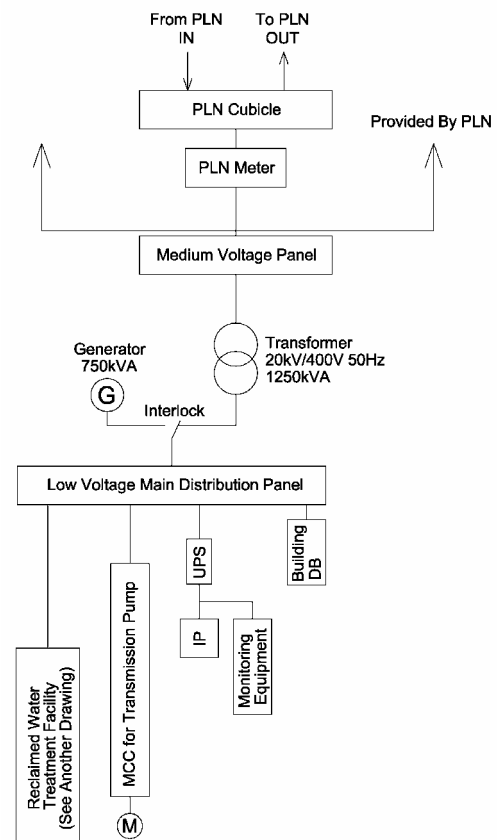 From PLN
IN
To PLN
OUT
PLN Cubicle
Provided By PLN
PLN Meter
Medium Voltage Panel
Transformer
20kV/400V 50Hz
1250kVA
Generator
750kVA
G
Interlock
Low Voltage Main Distribution Panel
Reclaimed Water
Treatment Facility
(See Another Drawing)
MCC for Transmission Pump
M
UPS
IP
Monitoring
Equipment
Building
DB